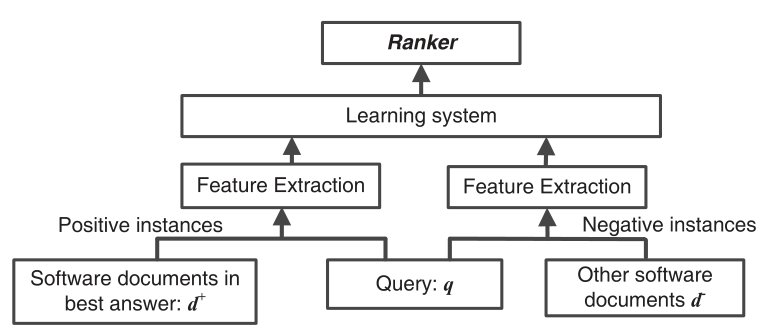 Ranker
Learning system
Feature Extraction
Feature Extraction
Positive instances
Negative instances
Software documents in
best answer: d⁺
Query: q
Other software
documents d⁻